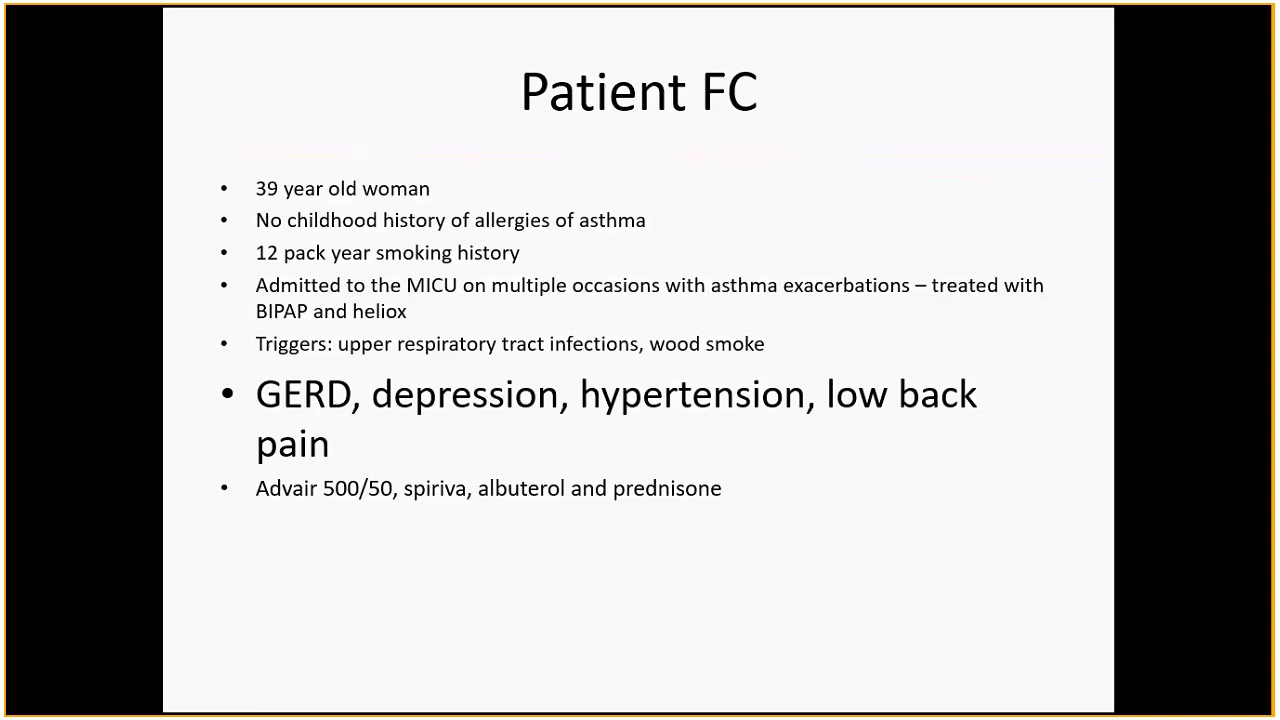 Patient FC
• 39 year old woman
• No childhood history of allergies of asthma
• 12 pack year smoking history
• Admitted to the MICU on multiple occasions with asthma exacerbations – treated with
BIPAP and heliox
• Triggers: upper respiratory tract infections, wood smoke
• GERD, depression, hypertension, low back
pain
• Advair 500/50, spiriva, albuterol and prednisone